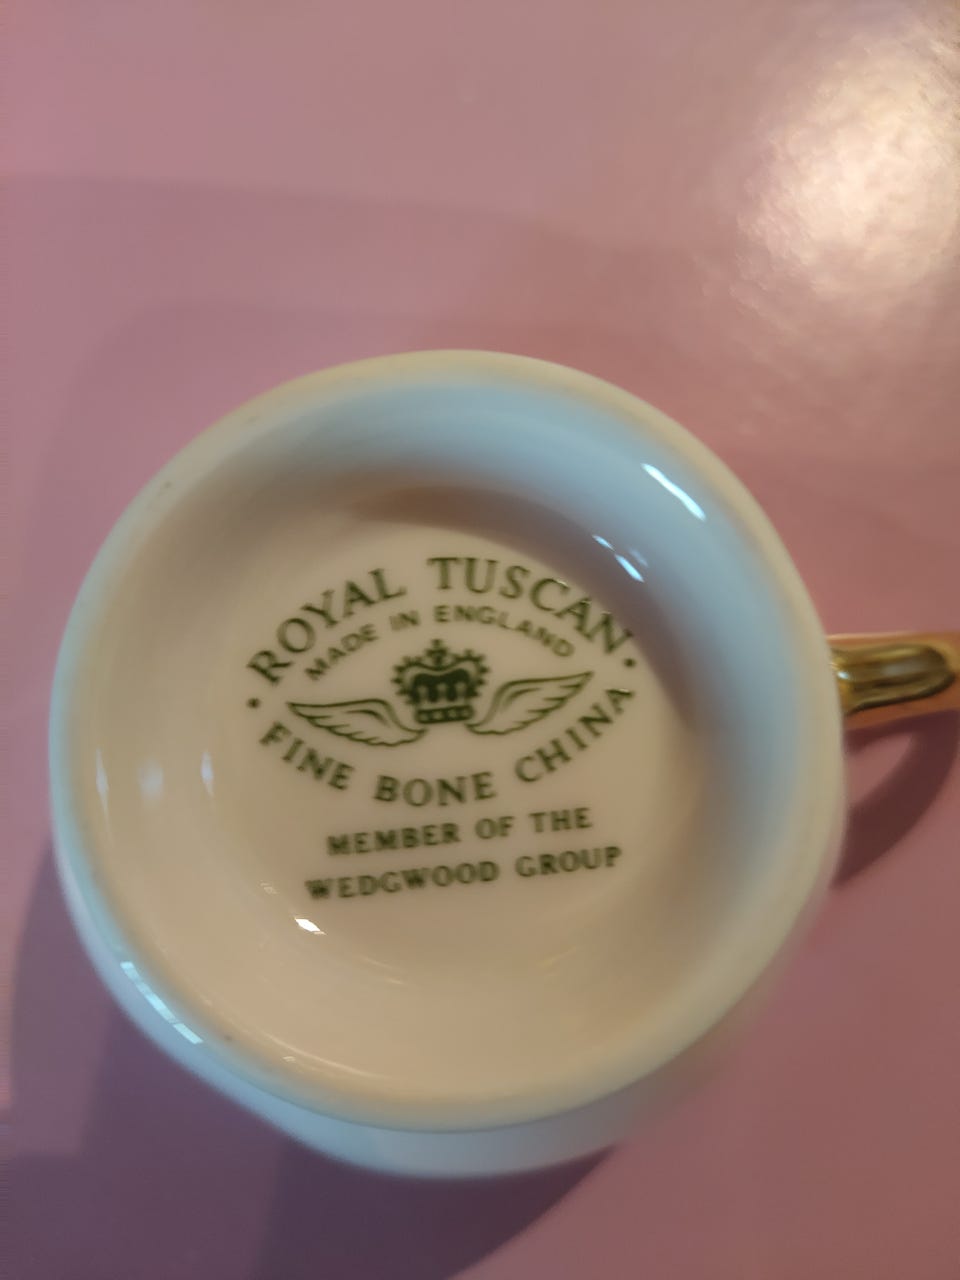 · ROYAL TUSCAN ·
MADE IN ENGLAND
FINE BONE CHINA
MEMBER OF THE
WEDGWOOD GROUP